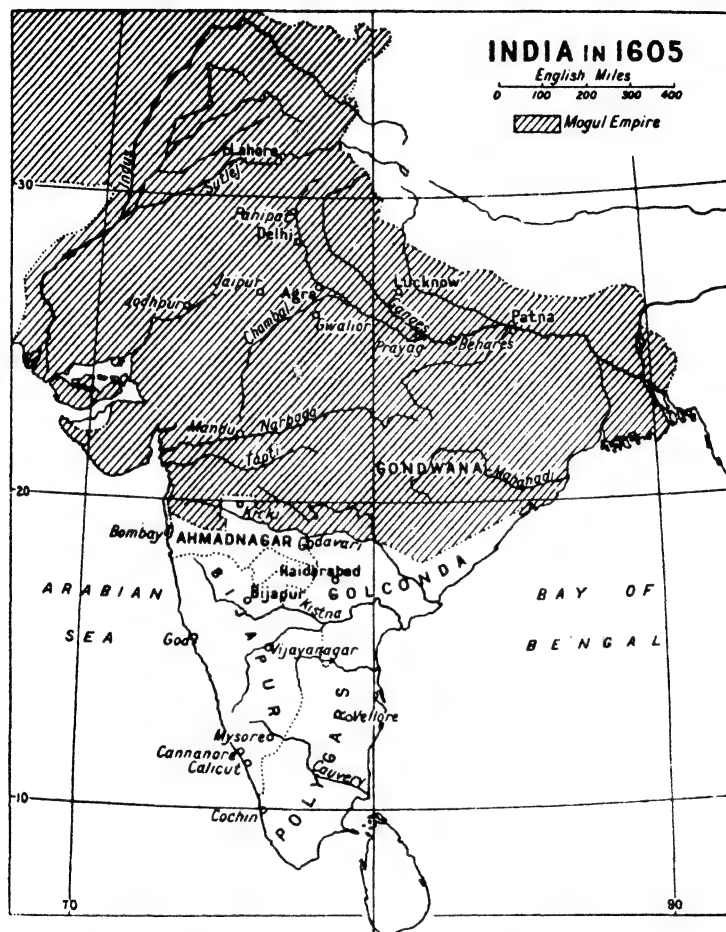 INDIA IN 1605
English Miles
0 100 200 300 400
Mogul Empire
Lahore
Indus
Sutlej
30
Panipat
Delhi
Jaipur
Agra
Lucknow
Jodhpur
Chambal
Gwalior
Ganges
Patna
Prayag
Benares
Mandu
Narbada
Tapti
GONDWANA
Mahanadi
20
Kirki
Bombay
AHMADNAGAR
Godavari
Haidarabad
GOLCONDA
ARABIAN
SEA
BIJAPUR
Bijapur
Kistna
BAY OF
BENGAL
Goa
Vijayanagar
Vellore
POLYGARS
Mysore
Cannanore
Calicut
Cauvery
10
Cochin
70
90